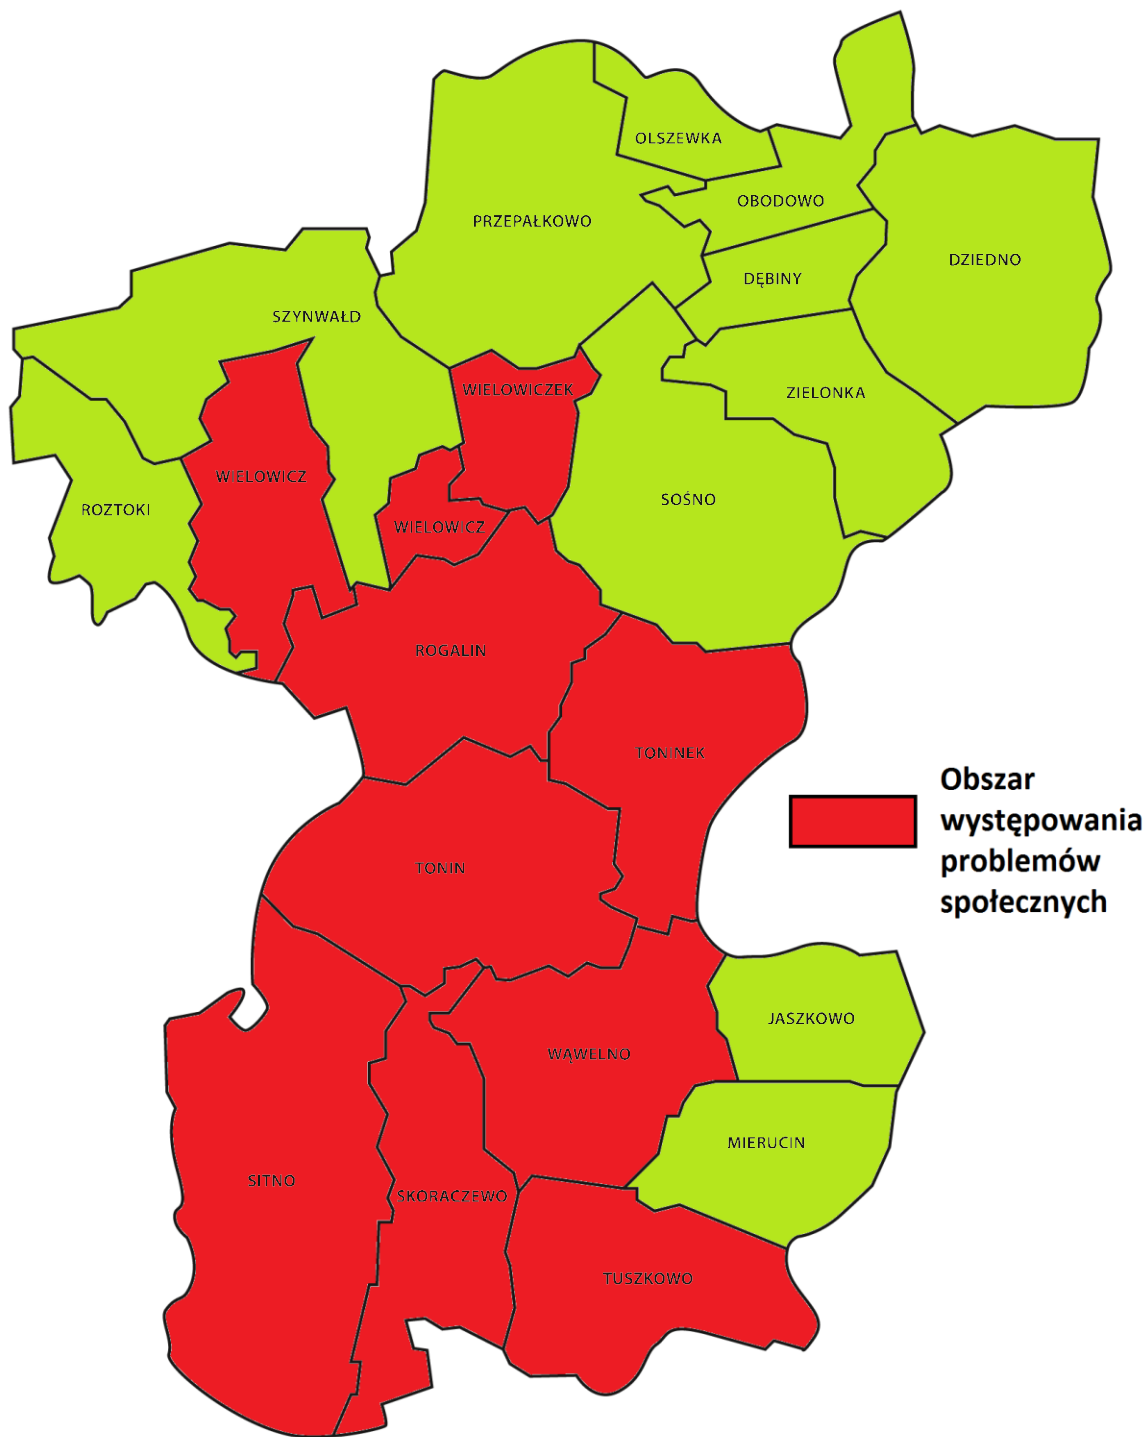 OLSZEWKA
OBODOWO
PRZEPAŁKOWO
DZIEDNO
DĘBINY
SZYNWAŁD
WIELOWICZEK
ZIELONKA
WIELOWICZ
SOŚNO
ROZTOKI
WIELOWICZ
ROGALIN
TONINEK
Obszar
występowania
problemów
społecznych
TONIN
JASZKOWO
WĄWELNO
MIERUCIN
SITNO
SKORACZEWO
TUSZKOWO